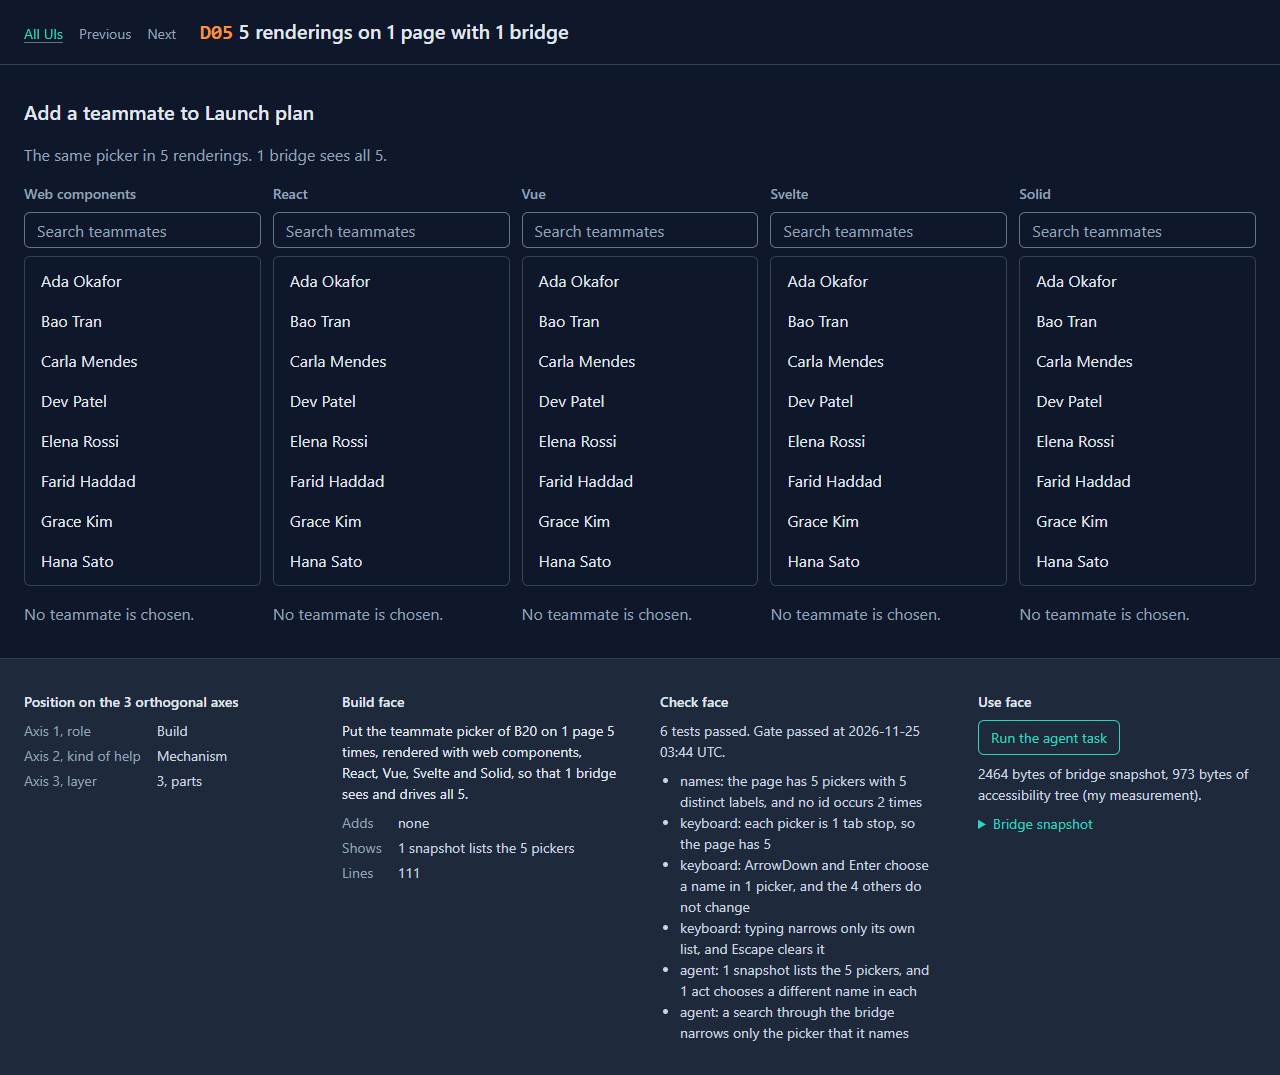 All UIs Previous Next D05 5 renderings on 1 page with 1 bridge
Add a teammate to Launch plan
The same picker in 5 renderings. 1 bridge sees all 5.
Web components
Search teammates
Ada Okafor
Bao Tran
Carla Mendes
Dev Patel
Elena Rossi
Farid Haddad
Grace Kim
Hana Sato
No teammate is chosen.
React
Search teammates
Ada Okafor
Bao Tran
Carla Mendes
Dev Patel
Elena Rossi
Farid Haddad
Grace Kim
Hana Sato
No teammate is chosen.
Vue
Search teammates
Ada Okafor
Bao Tran
Carla Mendes
Dev Patel
Elena Rossi
Farid Haddad
Grace Kim
Hana Sato
No teammate is chosen.
Svelte
Search teammates
Ada Okafor
Bao Tran
Carla Mendes
Dev Patel
Elena Rossi
Farid Haddad
Grace Kim
Hana Sato
No teammate is chosen.
Solid
Search teammates
Ada Okafor
Bao Tran
Carla Mendes
Dev Patel
Elena Rossi
Farid Haddad
Grace Kim
Hana Sato
No teammate is chosen.
Position on the 3 orthogonal axes
Axis 1, role Build
Axis 2, kind of help Mechanism
Axis 3, layer 3, parts
Build face
Put the teammate picker of B20 on 1 page 5
times, rendered with web components,
React, Vue, Svelte and Solid, so that 1 bridge
sees and drives all 5.
Adds none
Shows 1 snapshot lists the 5 pickers
Lines 111
Check face
6 tests passed. Gate passed at 2026-11-25
03:44 UTC.
• names: the page has 5 pickers with 5
distinct labels, and no id occurs 2 times
• keyboard: each picker is 1 tab stop, so
the page has 5
• keyboard: ArrowDown and Enter choose
a name in 1 picker, and the 4 others do
not change
• keyboard: typing narrows only its own
list, and Escape clears it
• agent: 1 snapshot lists the 5 pickers, and
1 act chooses a different name in each
• agent: a search through the bridge
narrows only the picker that it names
Use face
Run the agent task
2464 bytes of bridge snapshot, 973 bytes of
accessibility tree (my measurement).
▶ Bridge snapshot